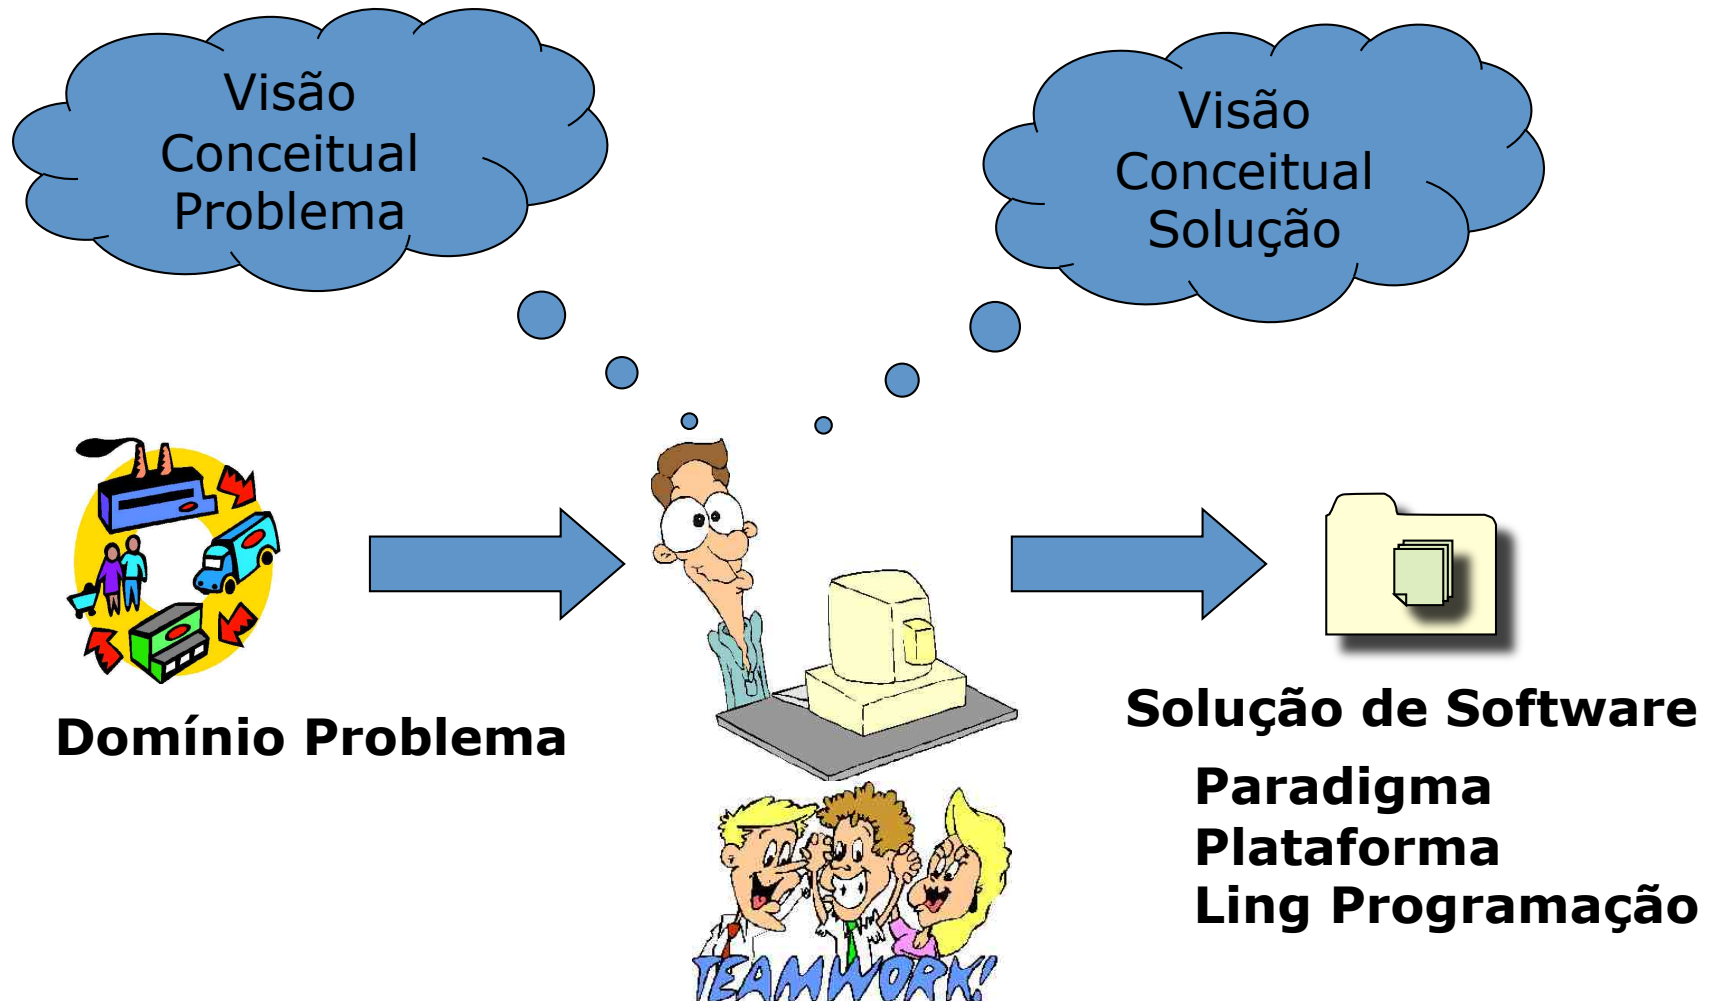 Visão
Conceitual
Problema
Visão
Conceitual
Solução
Domínio Problema
Solução de Software
Paradigma
Plataforma
Ling Programação
TEAMWORK!